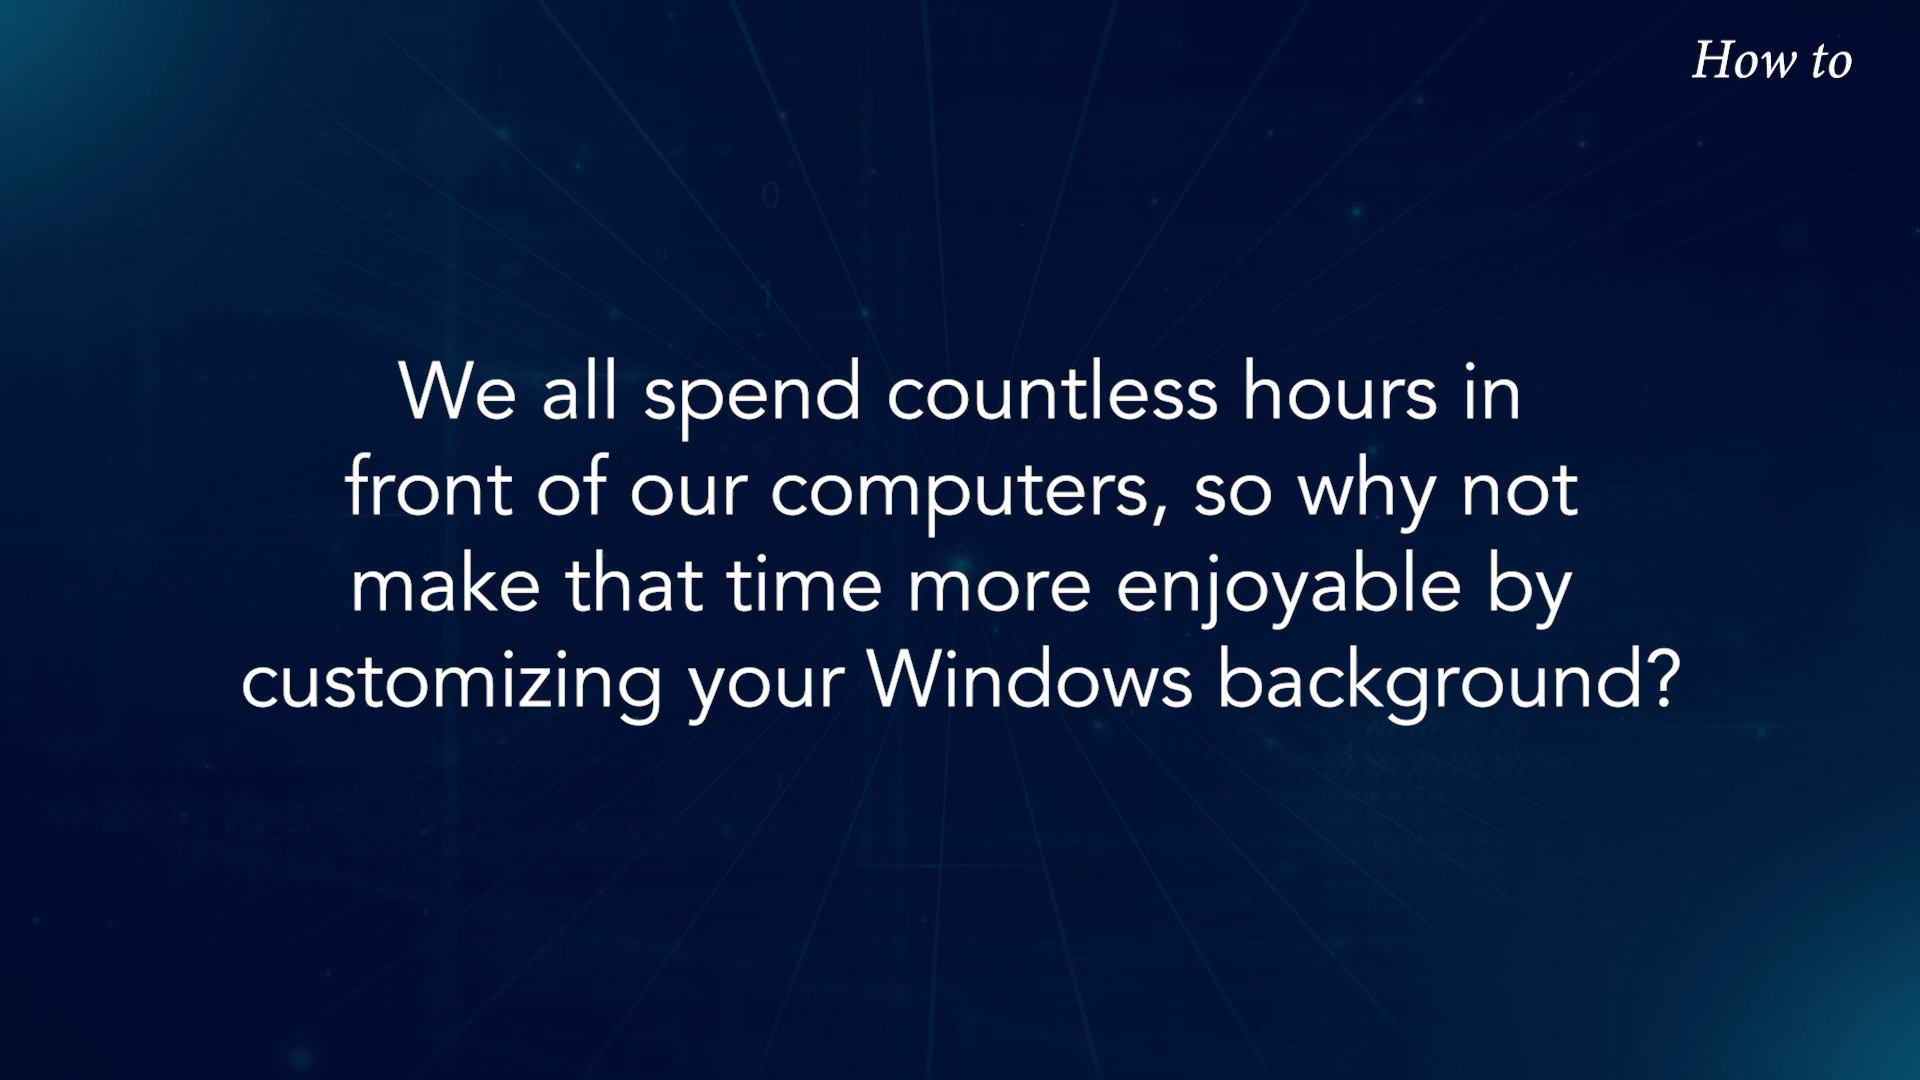 How to
We all spend countless hours in
front of our computers, so why not
make that time more enjoyable by
customizing your Windows background?